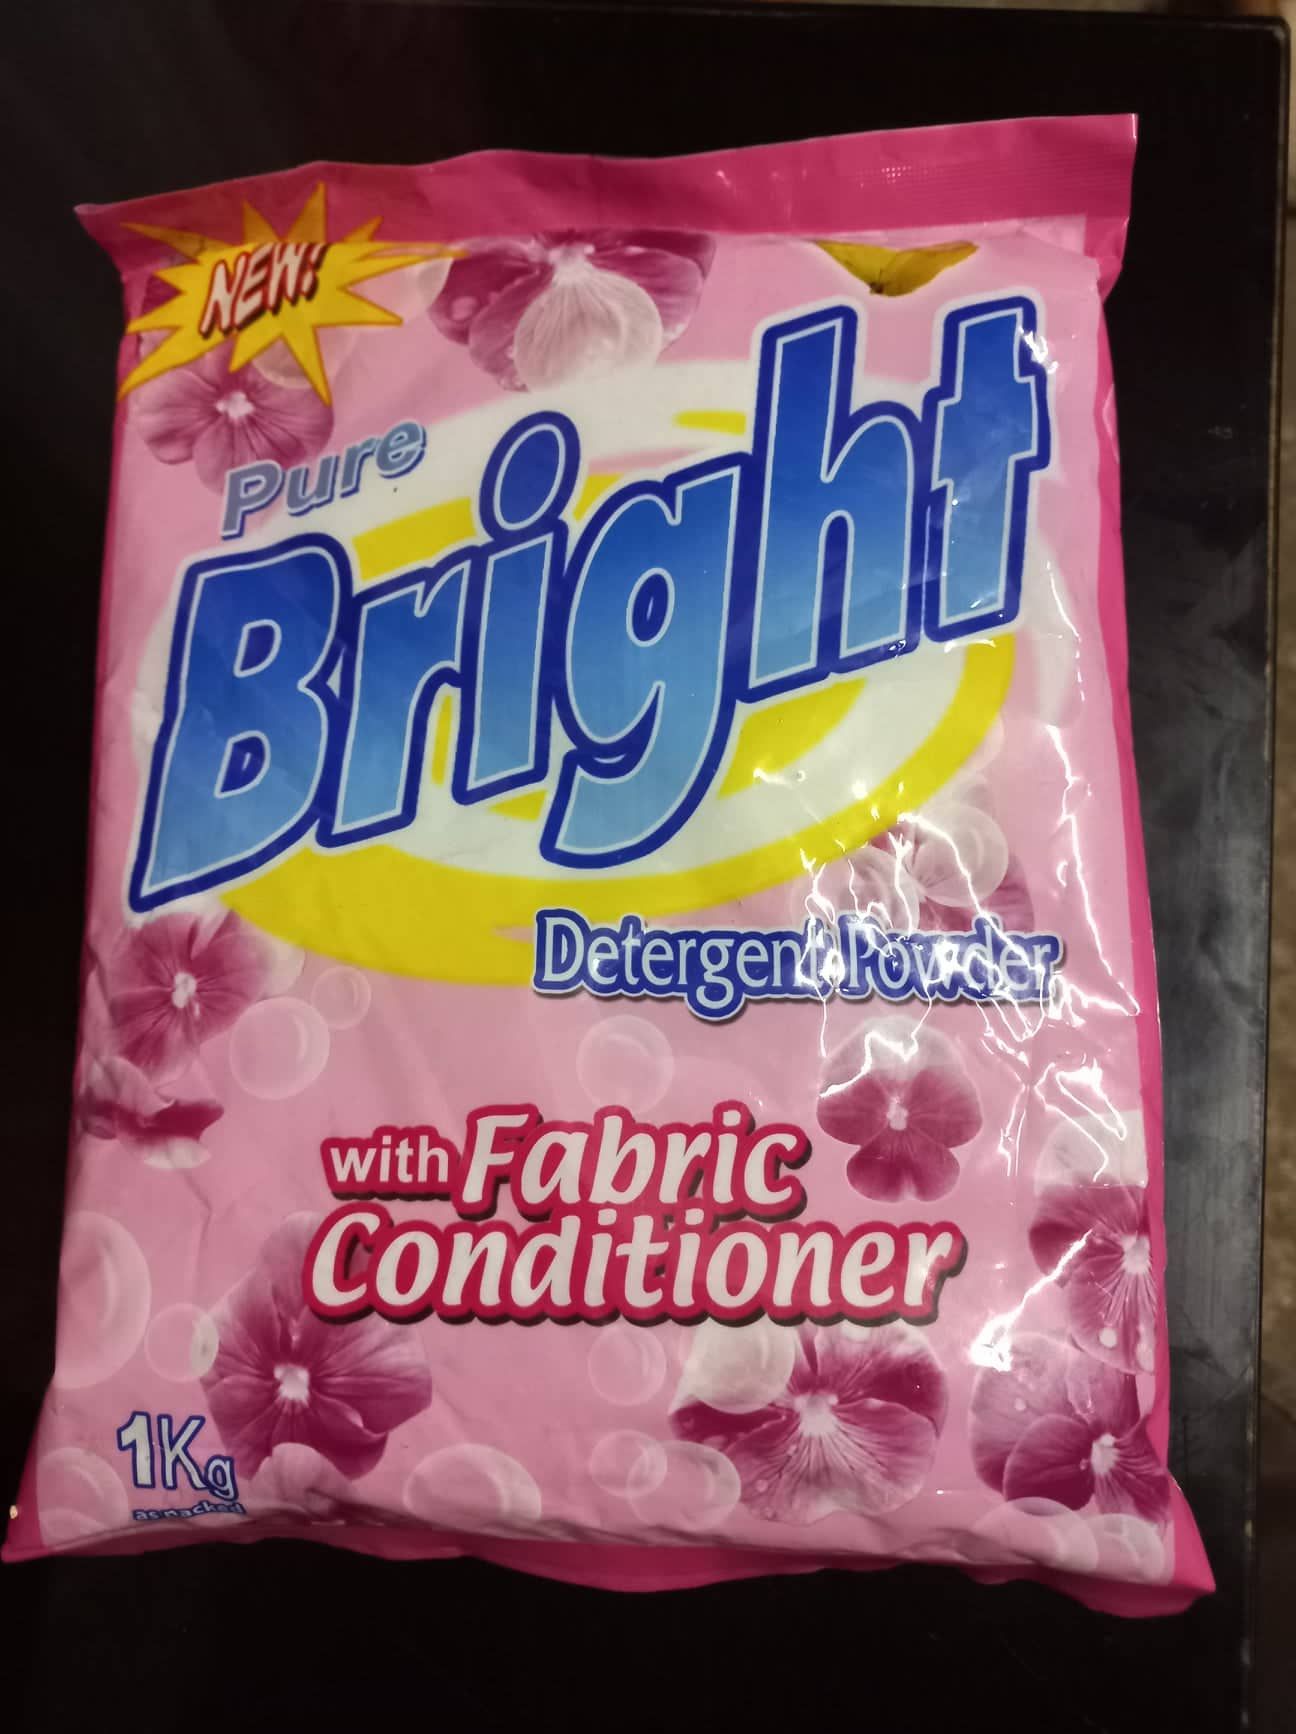 NEW!
Pure
Bright
Detergent Powder
with Fabric
Conditioner
1Kg
as packed